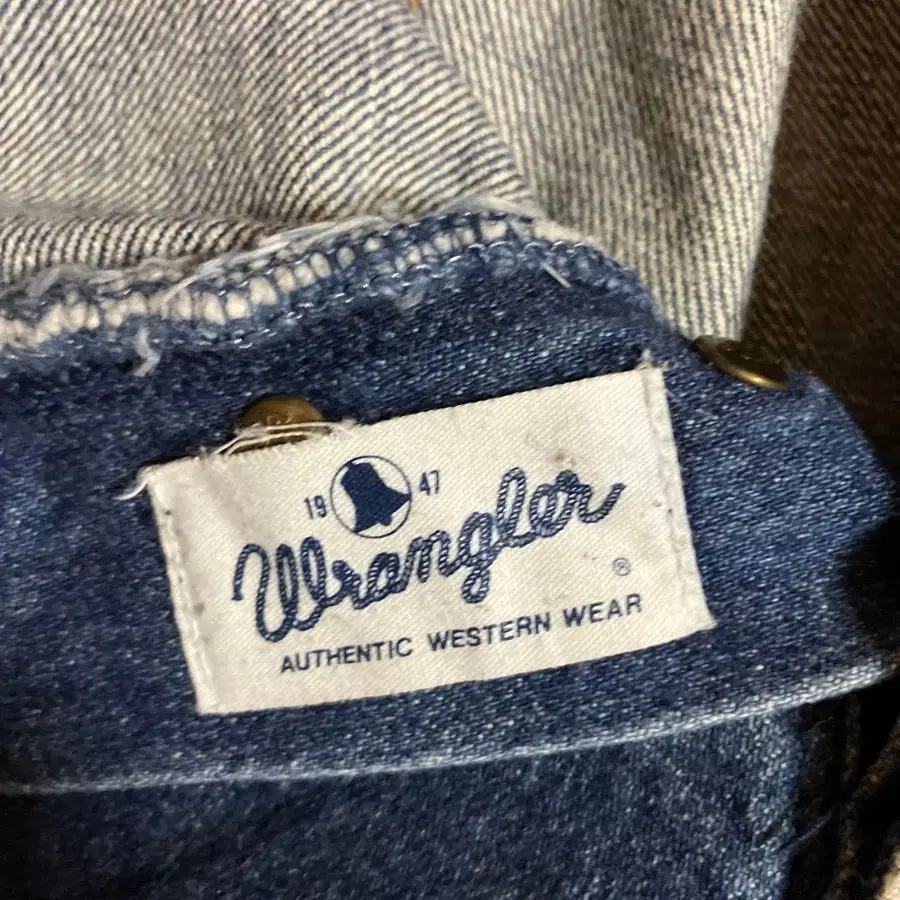 19 47
Wrangler
®
AUTHENTIC WESTERN WEAR